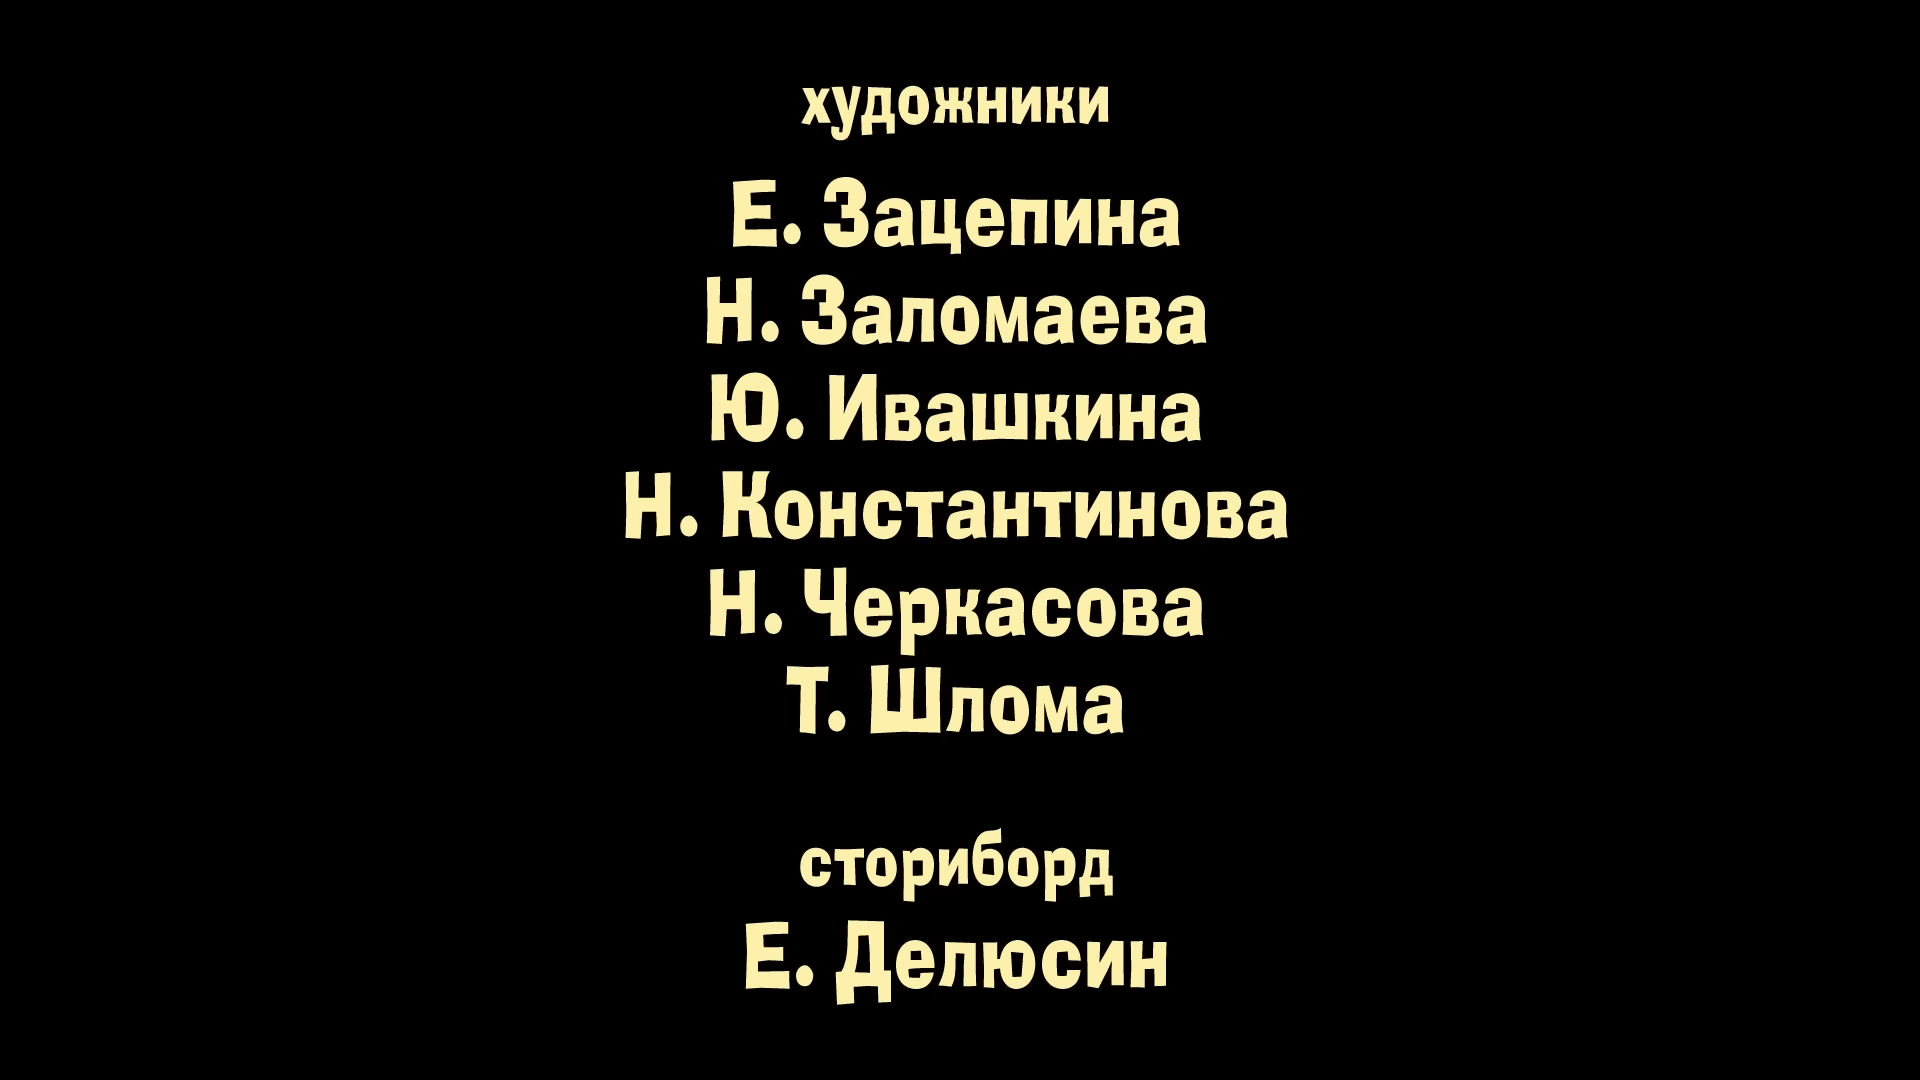 художники
Е. Зацепина
Н. Заломаева
Ю. Ивашкина
Н. Константинова
Н. Черкасова
Т. Шлома
сториборд
Е. Делюсин